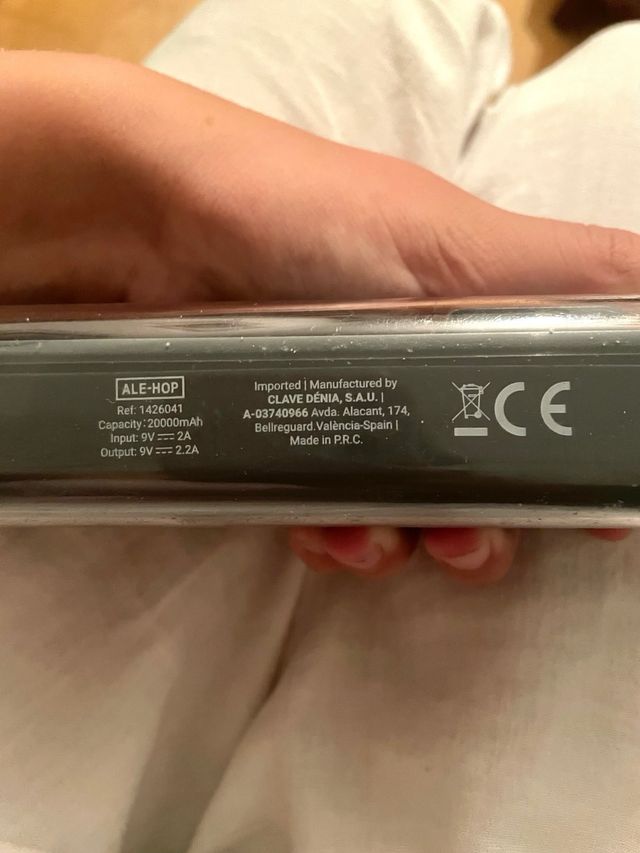 ALE-HOP
Ref: 1426041
Capacity: 20000mAh
Input: 9V ⎓ 2A
Output: 9V ⎓ 2.2A
Imported | Manufactured by
CLAVE DÉNIA, S.A.U. |
A-03740966 Avda. Alacant, 174,
Bellreguard.València-Spain |
Made in P.R.C.
CE